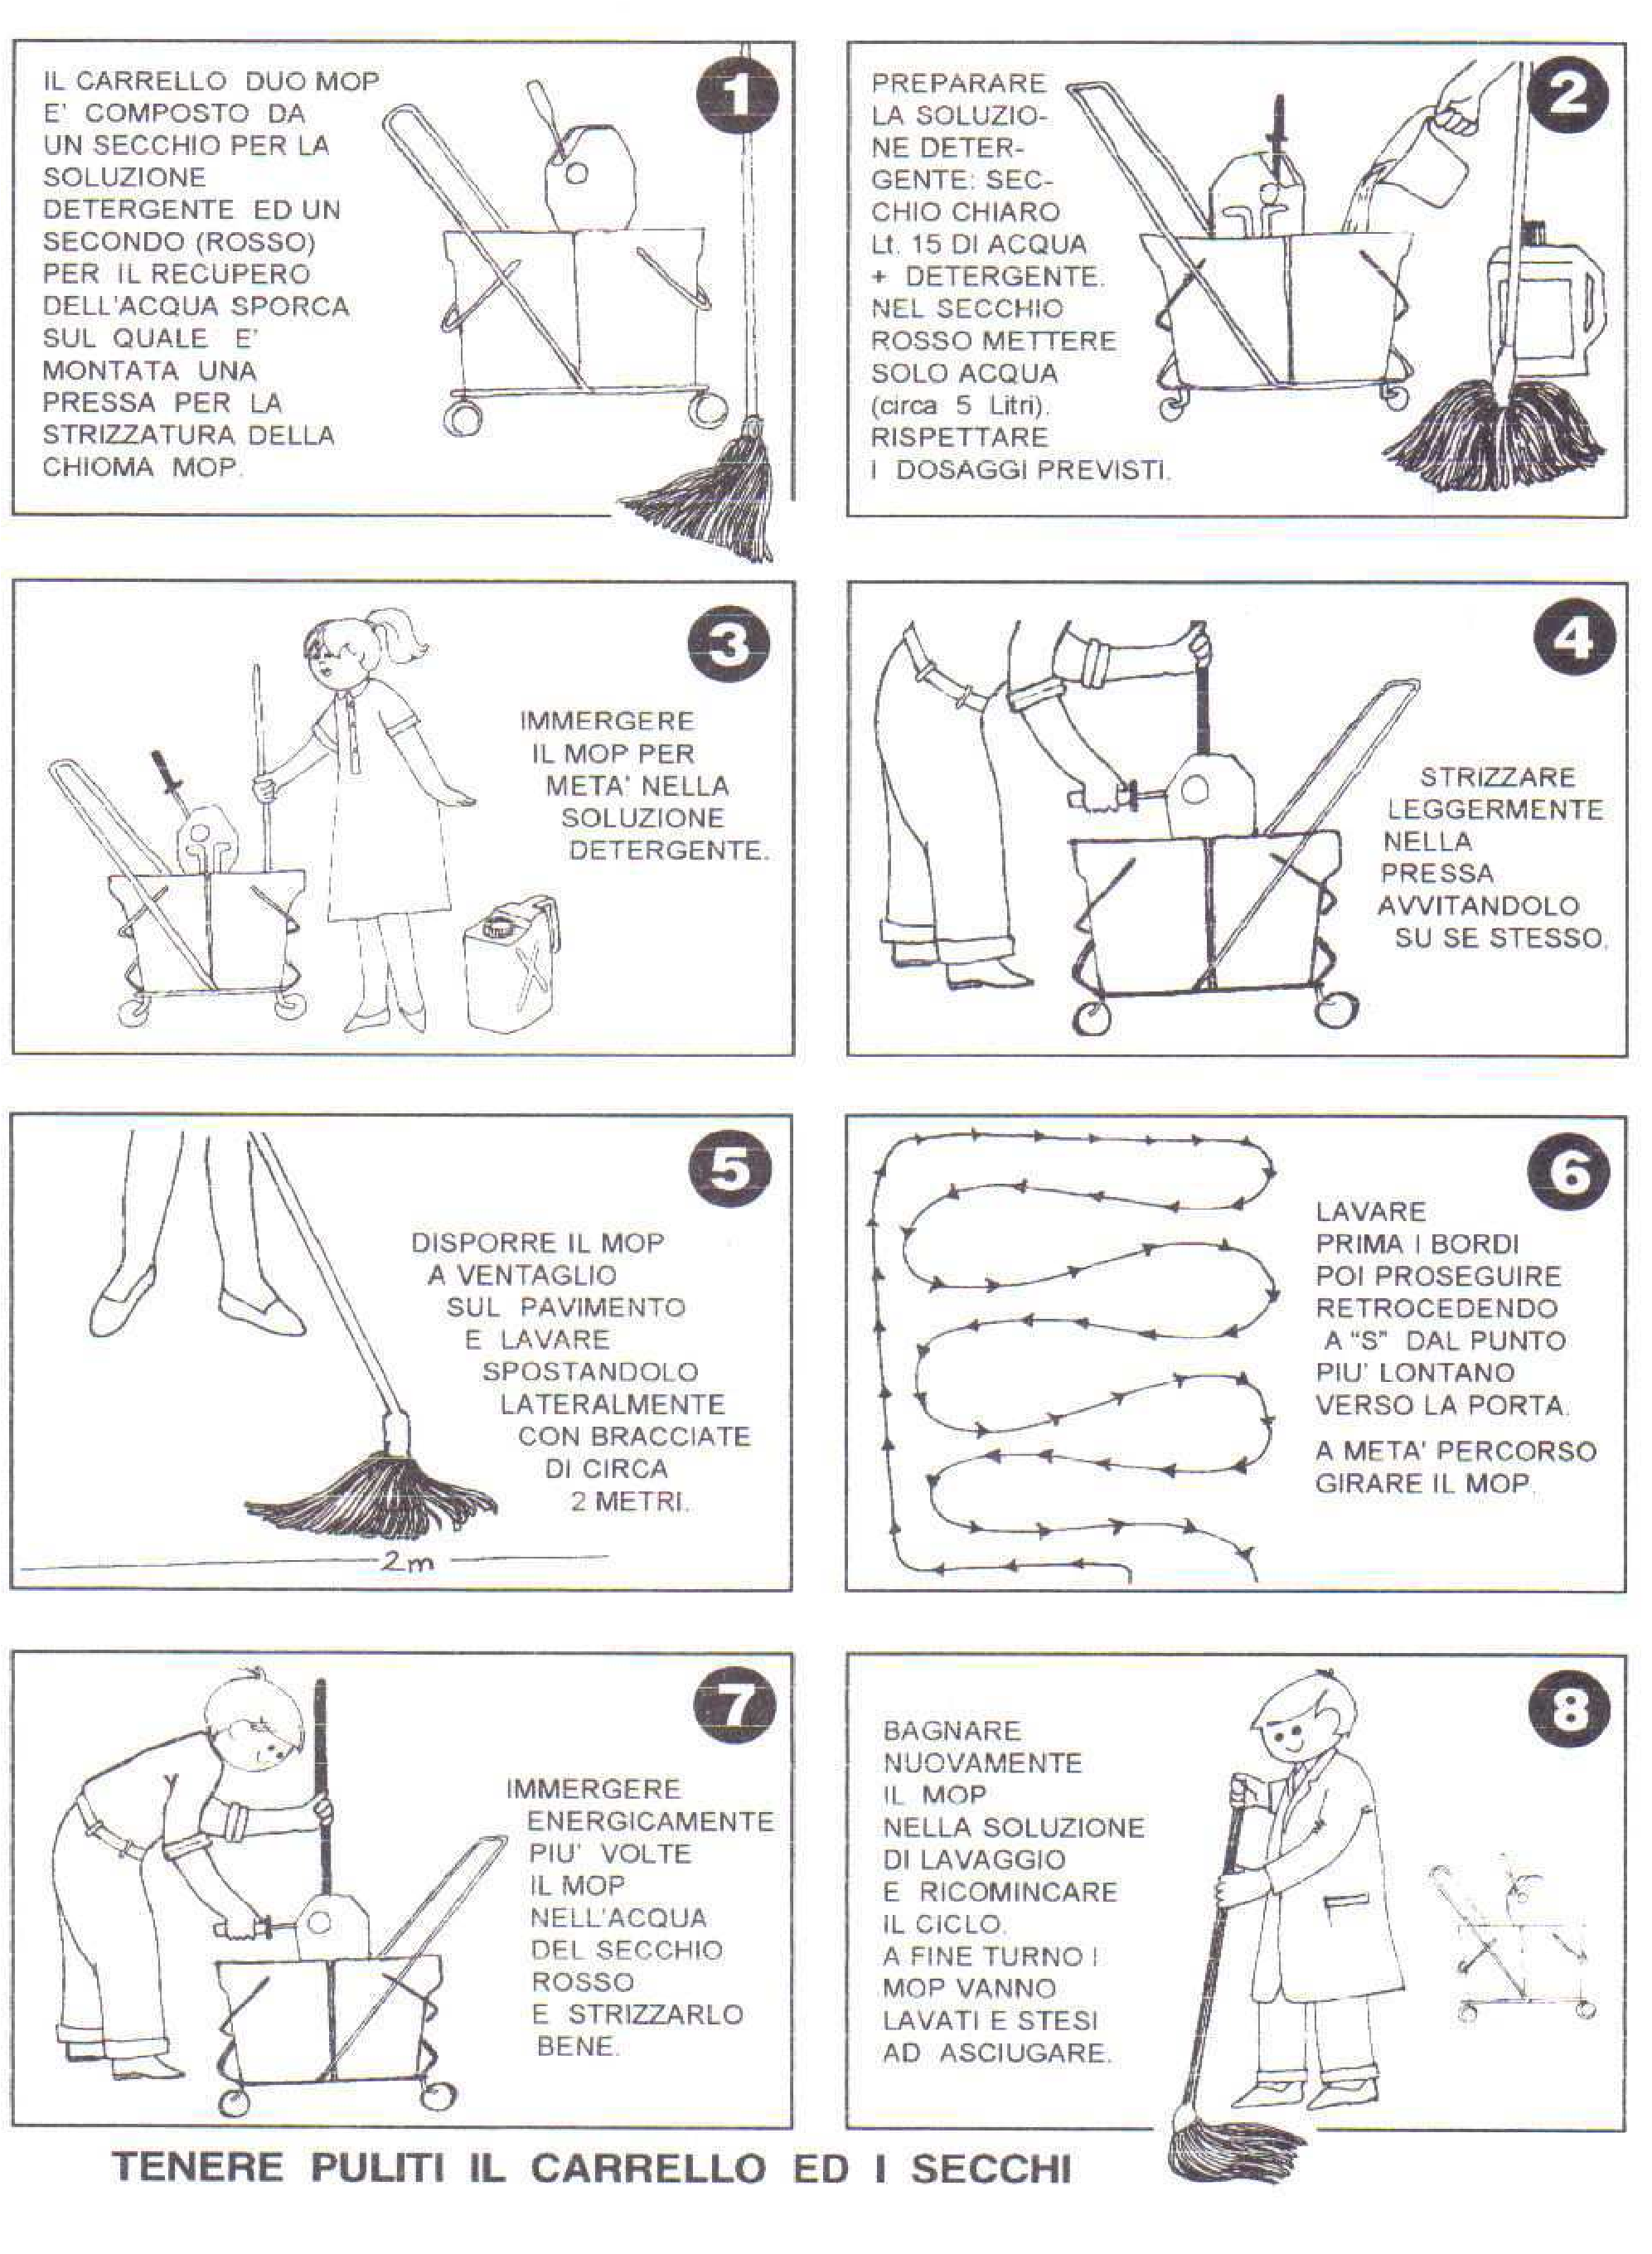 1
IL CARRELLO DUO MOP
E' COMPOSTO DA
UN SECCHIO PER LA
SOLUZIONE
DETERGENTE ED UN
SECONDO (ROSSO)
PER IL RECUPERO
DELL'ACQUA SPORCA
SUL QUALE E'
MONTATA UNA
PRESSA PER LA
STRIZZATURA DELLA
CHIOMA MOP.
2
PREPARARE
LA SOLUZIO-
NE DETER-
GENTE: SEC-
CHIO CHIARO
Lt. 15 DI ACQUA
+ DETERGENTE.
NEL SECCHIO
ROSSO METTERE
SOLO ACQUA
(circa 5 Litri).
RISPETTARE
I DOSAGGI PREVISTI.
3
IMMERGERE
IL MOP PER
META' NELLA
SOLUZIONE
DETERGENTE.
4
STRIZZARE
LEGGERMENTE
NELLA
PRESSA
AVVITANDOLO
SU SE STESSO.
5
DISPORRE IL MOP
A VENTAGLIO
SUL PAVIMENTO
E LAVARE
SPOSTANDOLO
LATERALMENTE
CON BRACCIATE
DI CIRCA
2 METRI.
2m
6
LAVARE
PRIMA I BORDI
POI PROSEGUIRE
RETROCEDENDO
A "S" DAL PUNTO
PIU' LONTANO
VERSO LA PORTA.
A META' PERCORSO
GIRARE IL MOP.
7
IMMERGERE
ENERGICAMENTE
PIU' VOLTE
IL MOP
NELL'ACQUA
DEL SECCHIO
ROSSO
E STRIZZARLO
BENE.
8
BAGNARE
NUOVAMENTE
IL MOP
NELLA SOLUZIONE
DI LAVAGGIO
E RICOMINCARE
IL CICLO.
A FINE TURNO I
MOP VANNO
LAVATI E STESI
AD ASCIUGARE.
TENERE PULITI IL CARRELLO ED I SECCHI